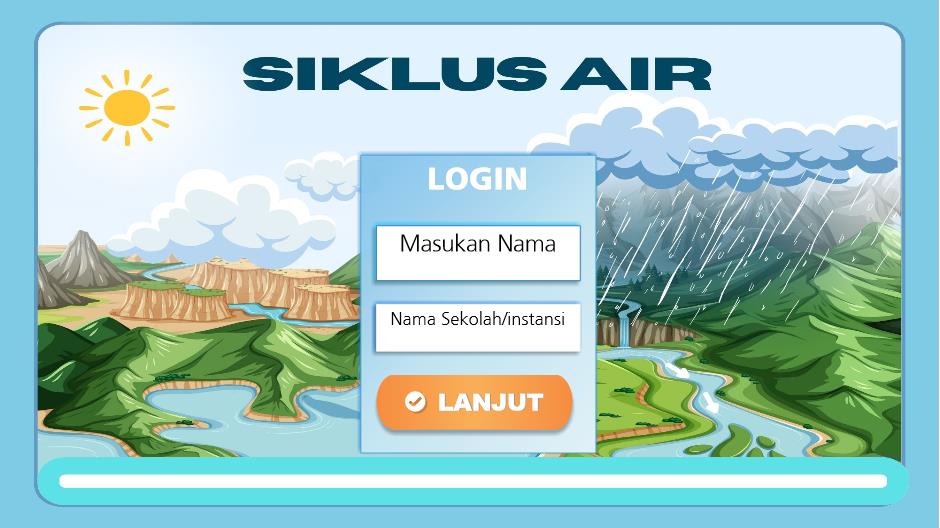 SIKLUS AIR
LOGIN
Masukan Nama
Nama Sekolah/instansi
LANJUT